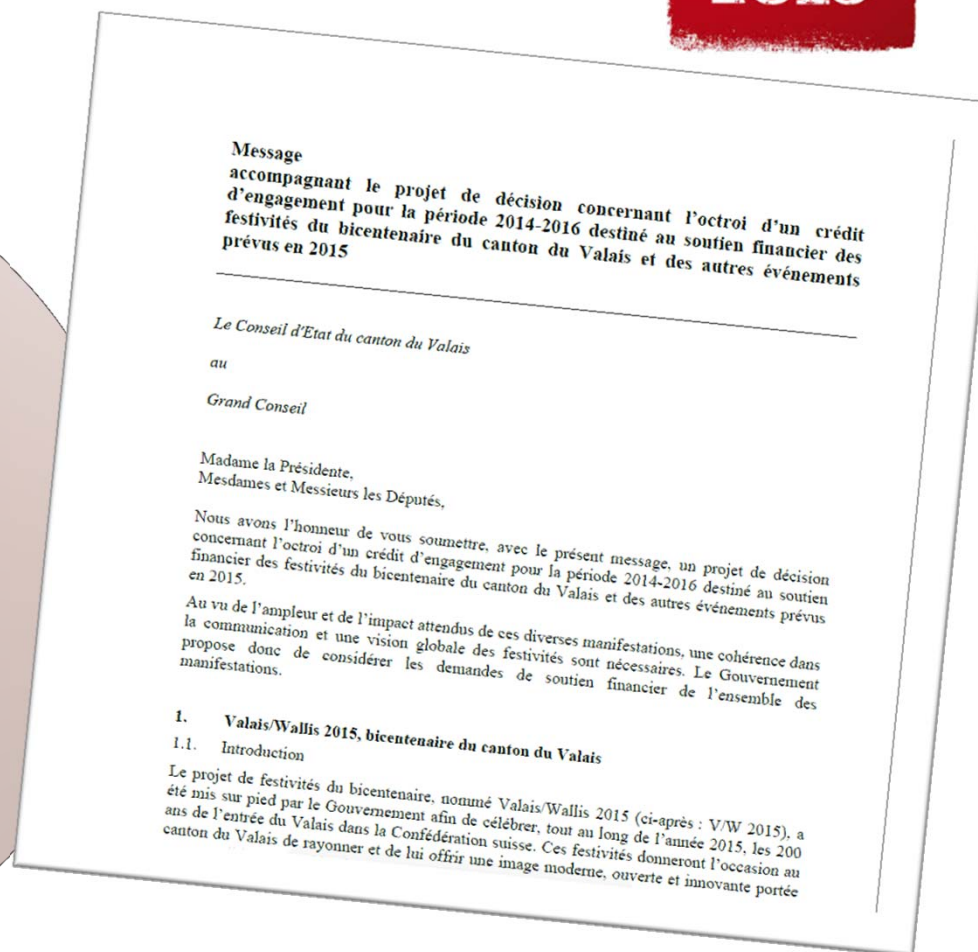 Message
accompagnant le projet de décision concernant l'octroi d'un crédit
d'engagement pour la période 2014-2016 destiné au soutien financier des
festivités du bicentenaire du canton du Valais et des autres événements
prévus en 2015
Le Conseil d'Etat du canton du Valais
au
Grand Conseil
Madame la Présidente,
Mesdames et Messieurs les Députés,
Nous avons l'honneur de vous soumettre, avec le présent message, un projet de décision
concernant l'octroi d'un crédit d'engagement pour la période 2014-2016 destiné au soutien
financier des festivités du bicentenaire du canton du Valais et des autres événements prévus
en 2015.
Au vu de l'ampleur et de l'impact attendus de ces diverses manifestations, une cohérence dans
la communication et une vision globale des festivités sont nécessaires. Le Gouvernement
propose donc de considérer les demandes de soutien financier de l'ensemble des
manifestations.
1. Valais/Wallis 2015, bicentenaire du canton du Valais
1.1. Introduction
Le projet de festivités du bicentenaire, nommé Valais/Wallis 2015 (ci-après : V/W 2015), a
été mis sur pied par le Gouvernement afin de célébrer, tout au long de l'année 2015, les 200
ans de l'entrée du Valais dans la Confédération suisse. Ces festivités donneront l'occasion au
canton du Valais de rayonner et de lui offrir une image moderne, ouverte et innovante portée